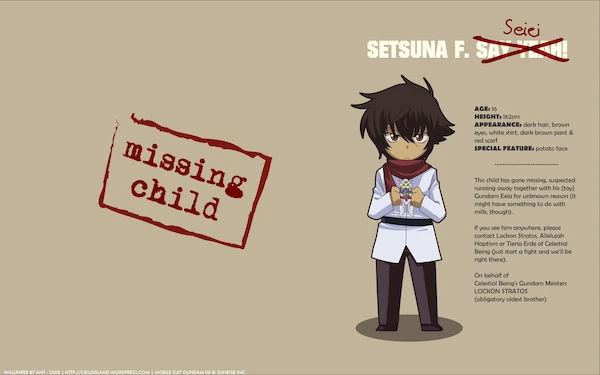 missing
child
Seiei
SETSUNA F. SAY YEAH!
AGE: 16
HEIGHT: 162cm
APPEARANCE: dark hair, brown
eyes, white shirt, dark brown pant &
red scarf
SPECIAL FEATURE: potato face
--------------------------
This child has gone missing, suspected
running away together with his (toy)
Gundam Exia for unknown reason (it
might have something to do with
milk, though).
If you see him anywhere, please
contact Lockon Stratos, Allelujah
Haptism or Tieria Erde of Celestial
Being (just start a fight and we'll be
right there).
On behalf of
Celestial Being's Gundam Meisters
LOCKON STRATOS
(obligatory oldest brother)
WALLPAPER BY